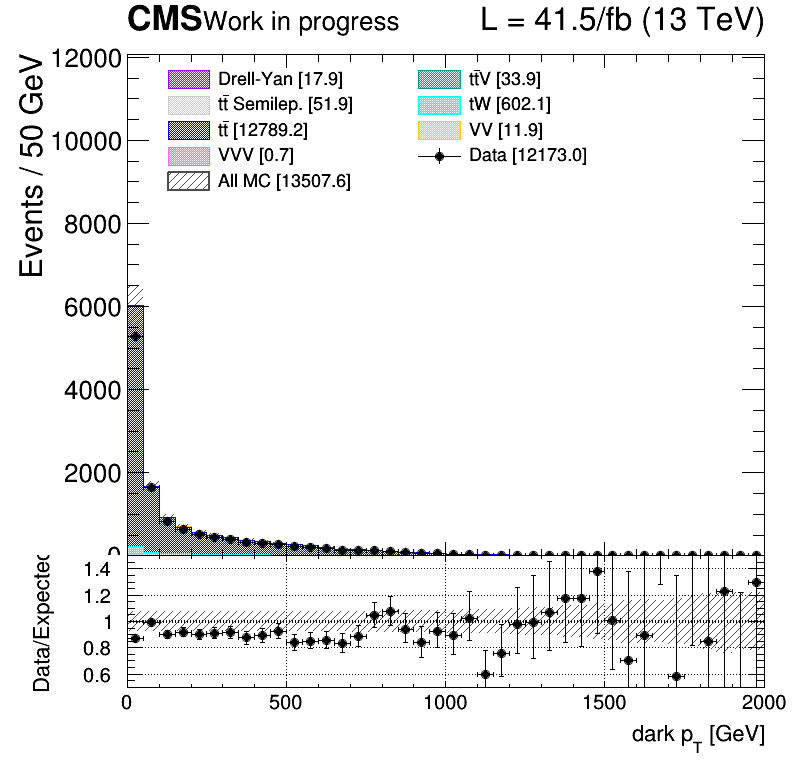 CMS Work in progress L = 41.5/fb (13 TeV)
Events / 50 GeV
12000
10000
8000
6000
4000
2000
0
Drell-Yan [17.9]
tt̄ Semilep. [51.9]
tt̄ [12789.2]
VVV [0.7]
All MC [13507.6]
tt̄V [33.9]
tW [602.1]
VV [11.9]
Data [12173.0]
Data/Expected
1.4
1.2
1
0.8
0.6
0 500 1000 1500 2000
dark p_T [GeV]